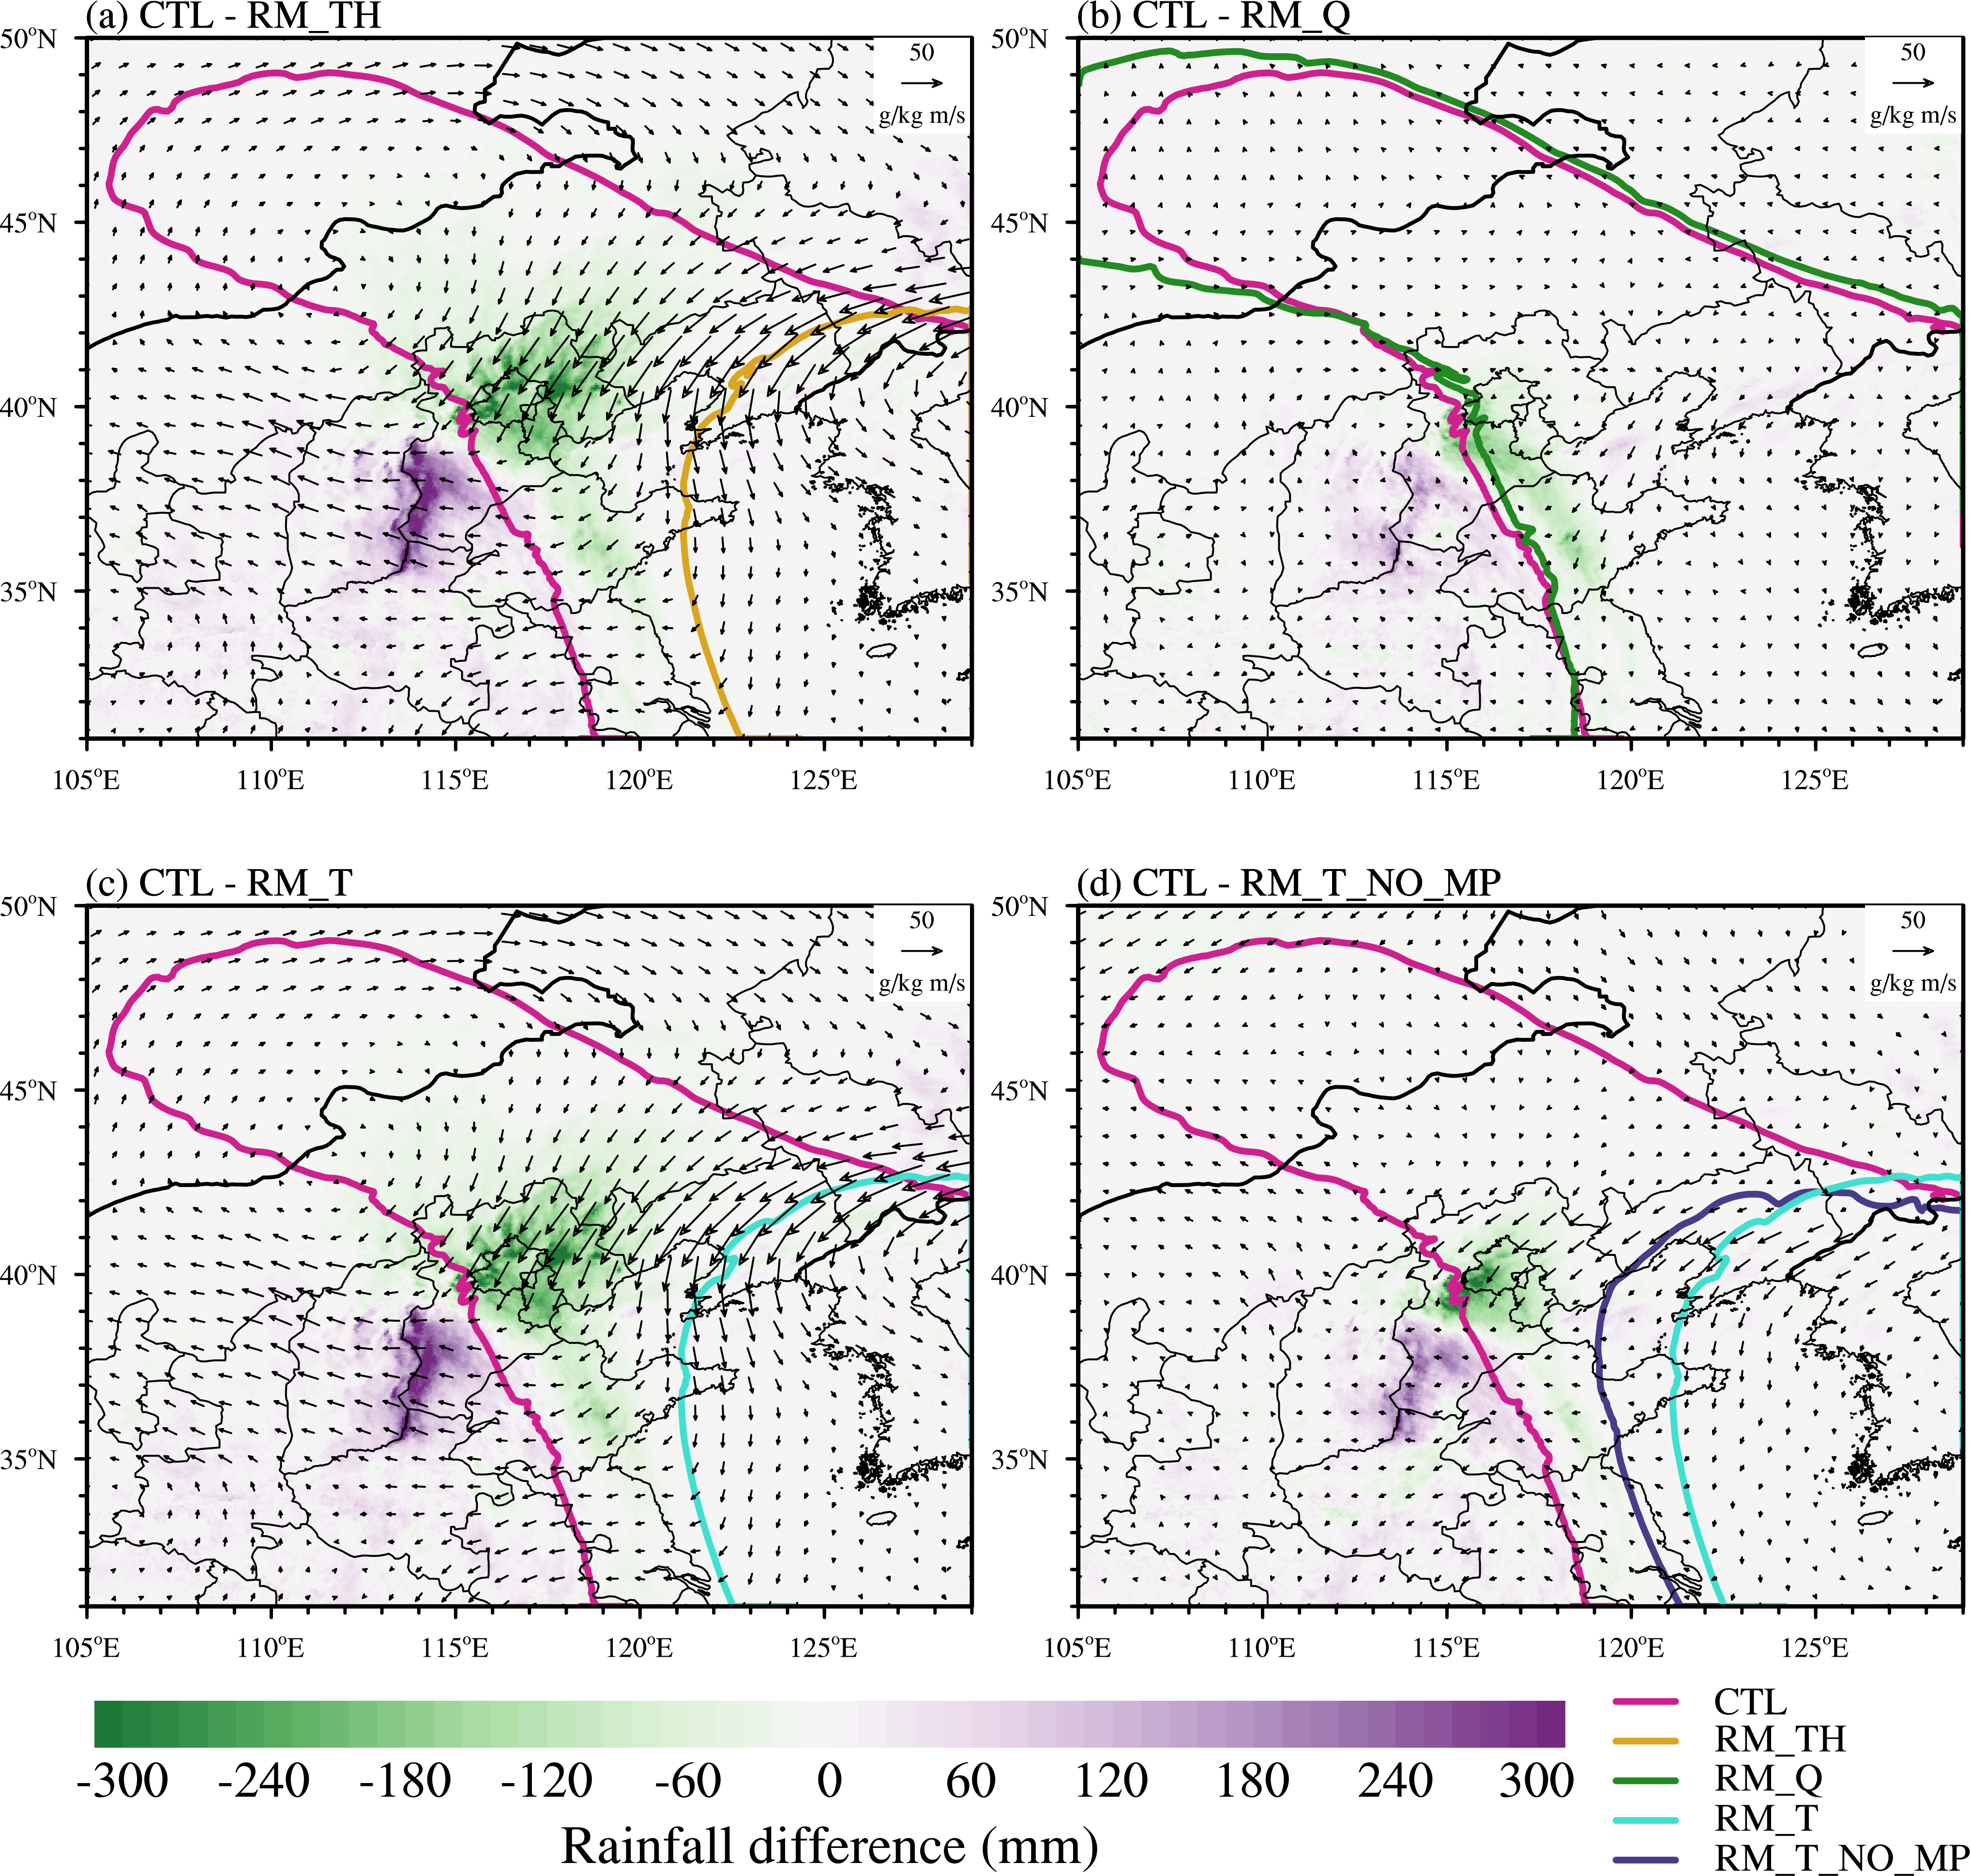 (a) CTL - RM_TH
50
g/kg m/s
50°N
45°N
40°N
35°N
105°E 110°E 115°E 120°E 125°E
(b) CTL - RM_Q
50
g/kg m/s
50°N
45°N
40°N
35°N
105°E 110°E 115°E 120°E 125°E
(c) CTL - RM_T
50
g/kg m/s
50°N
45°N
40°N
35°N
105°E 110°E 115°E 120°E 125°E
(d) CTL - RM_T_NO_MP
50
g/kg m/s
50°N
45°N
40°N
35°N
105°E 110°E 115°E 120°E 125°E
-300 -240 -180 -120 -60 0 60 120 180 240 300
Rainfall difference (mm)
CTL
RM_TH
RM_Q
RM_T
RM_T_NO_MP